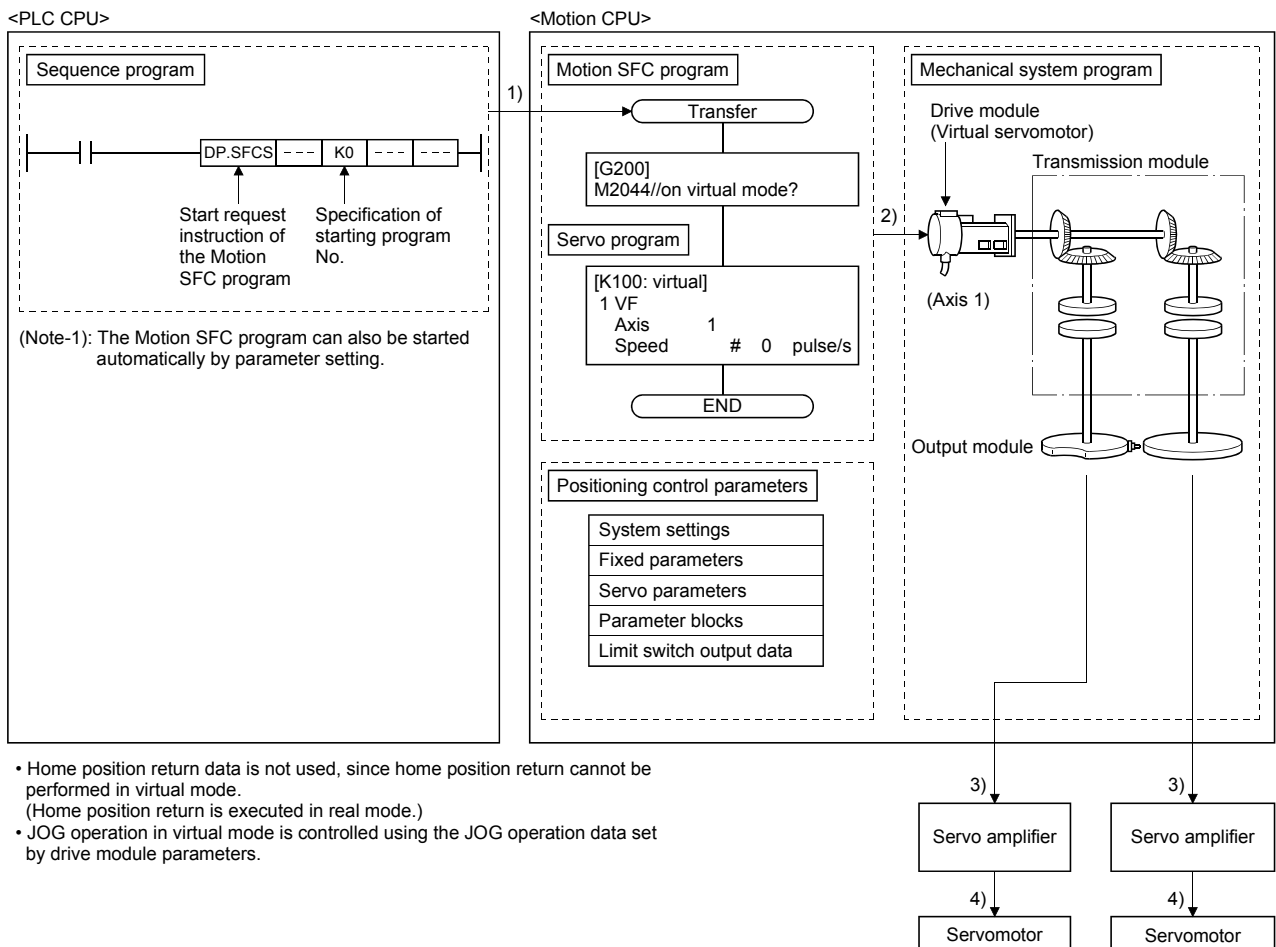 <PLC CPU>
<Motion CPU>
Sequence program
1)
DP.SFCS
K0
Start request
instruction of
the Motion
SFC program
Specification of
starting program
No.
(Note-1): The Motion SFC program can also be started
automatically by parameter setting.
Motion SFC program
Transfer
[G200]
M2044//on virtual mode?
Servo program
[K100: virtual]
1 VF
Axis 1
Speed # 0 pulse/s
END
2)
Positioning control parameters
System settings
Fixed parameters
Servo parameters
Parameter blocks
Limit switch output data
Mechanical system program
Drive module
(Virtual servomotor)
Transmission module
(Axis 1)
Output module
• Home position return data is not used, since home position return cannot be
performed in virtual mode.
(Home position return is executed in real mode.)
• JOG operation in virtual mode is controlled using the JOG operation data set
by drive module parameters.
3)
3)
Servo amplifier
Servo amplifier
4)
4)
Servomotor
Servomotor